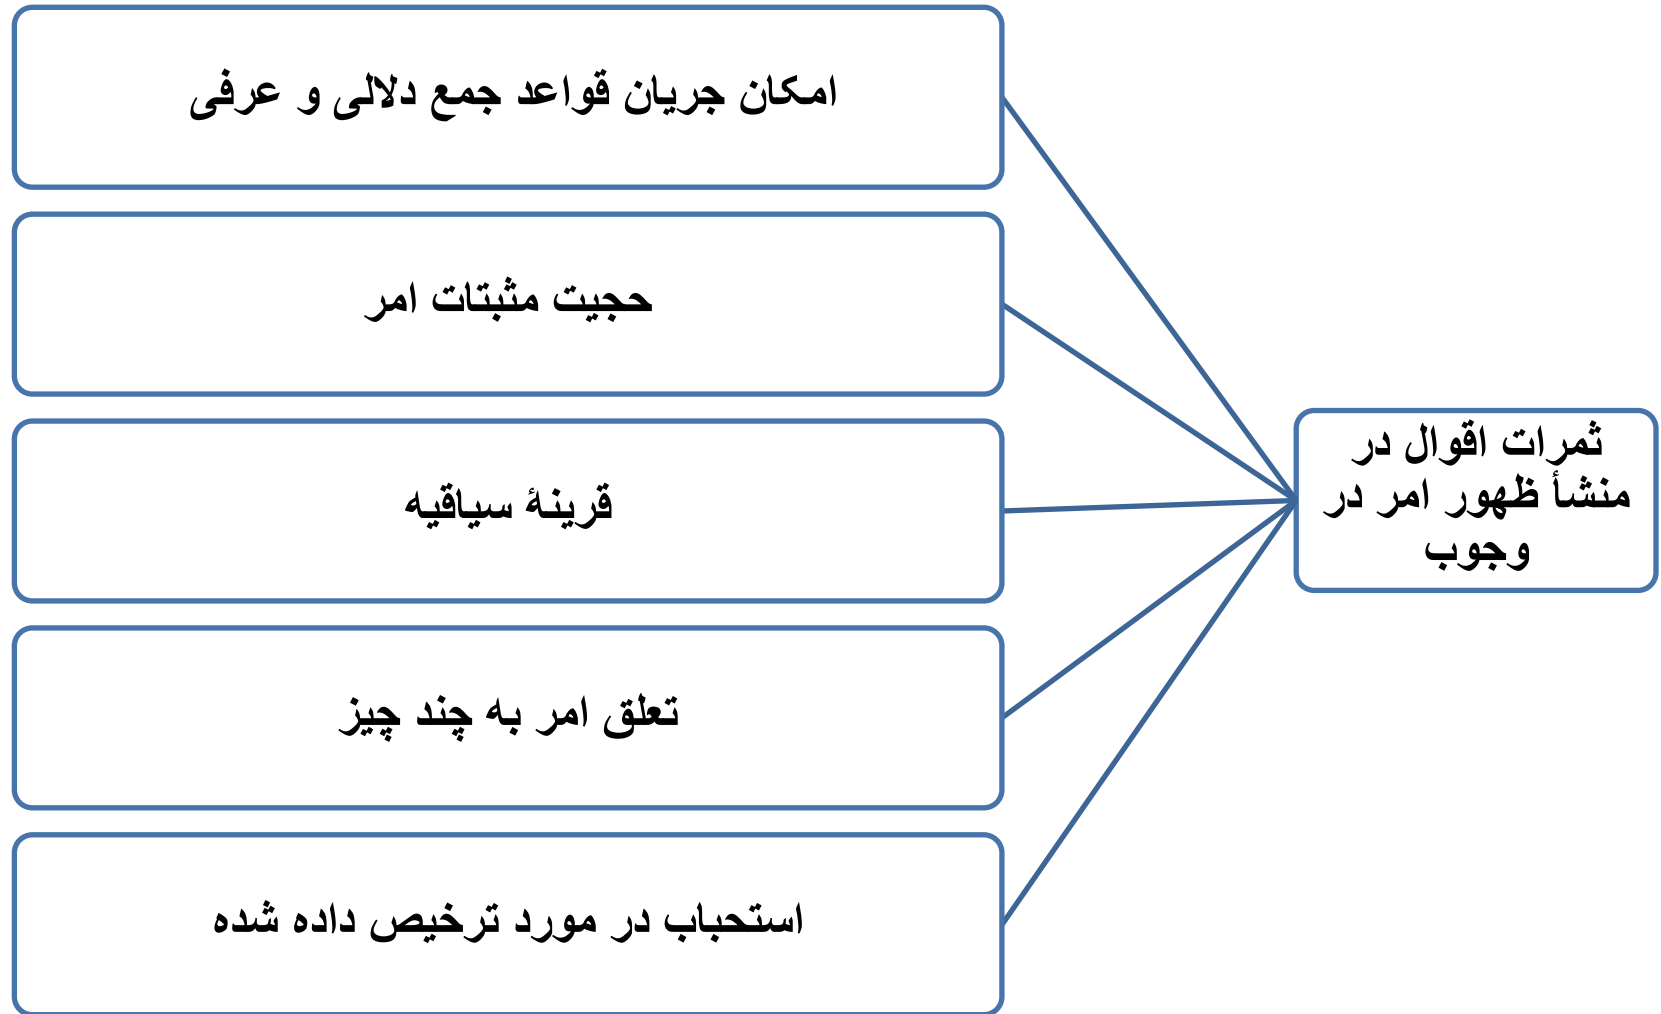 ثمرات اقوال در
منشأ ظهور امر در
وجوب
امکان جریان قواعد جمع دلالی و عرفی
حجیت مثبتات امر
قرینهٔ سیاقیه
تعلق امر به چند چیز
استحباب در مورد ترخیص داده شده